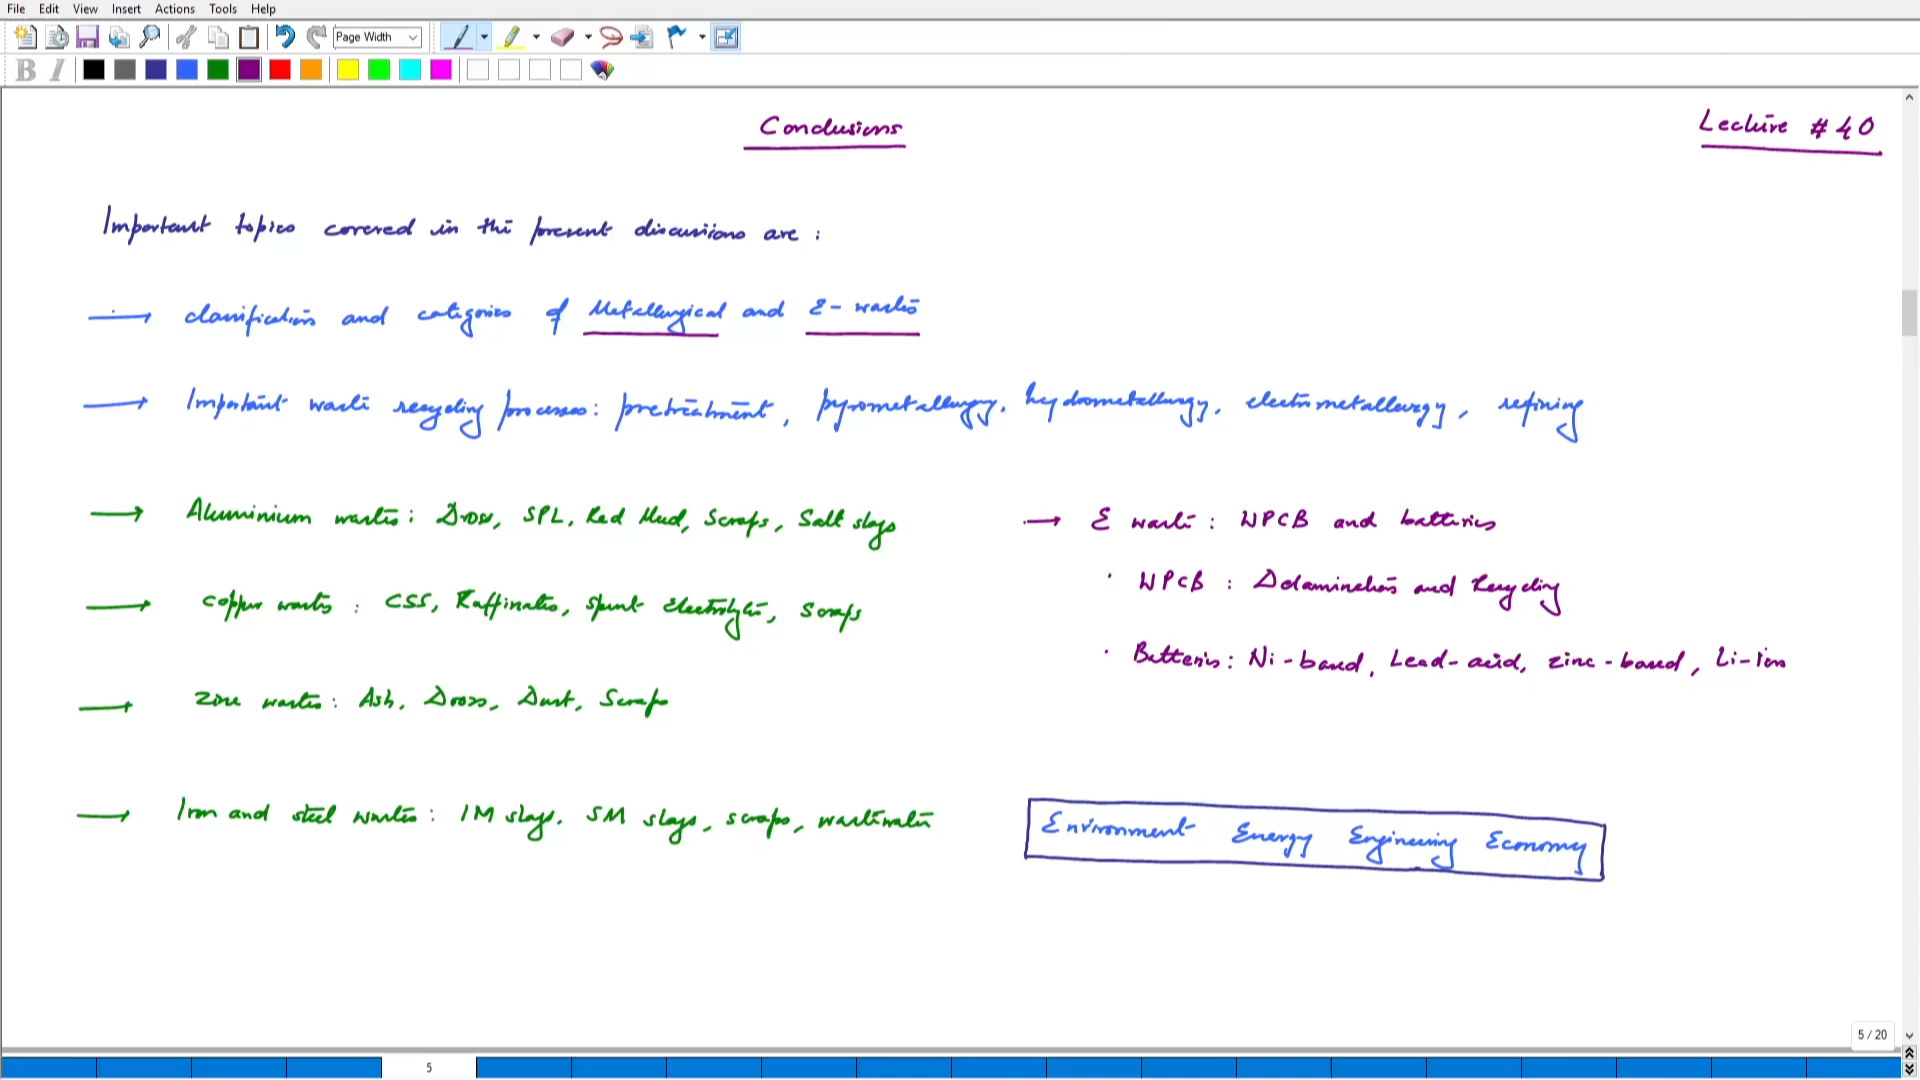 File Edit View Insert Actions Tools Help
Page Width
B I
Conclusions
Lecture #40
Important topics covered in the present discussions are :
classification and categories of Metallurgical and E-wastes
Important waste recycling processes: pretreatment, pyrometallurgy, hydrometallurgy, electrometallurgy, refining
Aluminium wastes: Dross, SPL, Red Mud, Scraps, Salt slags
Copper wastes : CSS, Raffinates, Spent Electrolyte, Scraps
Zinc wastes: Ash, Dross, Dust, Scraps
Iron and steel wastes: IM slags, SM slags, scraps, wastewater
E waste : WPCB and batteries
· WPCB : Delamination and Recycling
· Batteries: Ni-based, Lead-acid, zinc-based, Li-ion
Environment Energy Engineering Economy
5 / 20
5